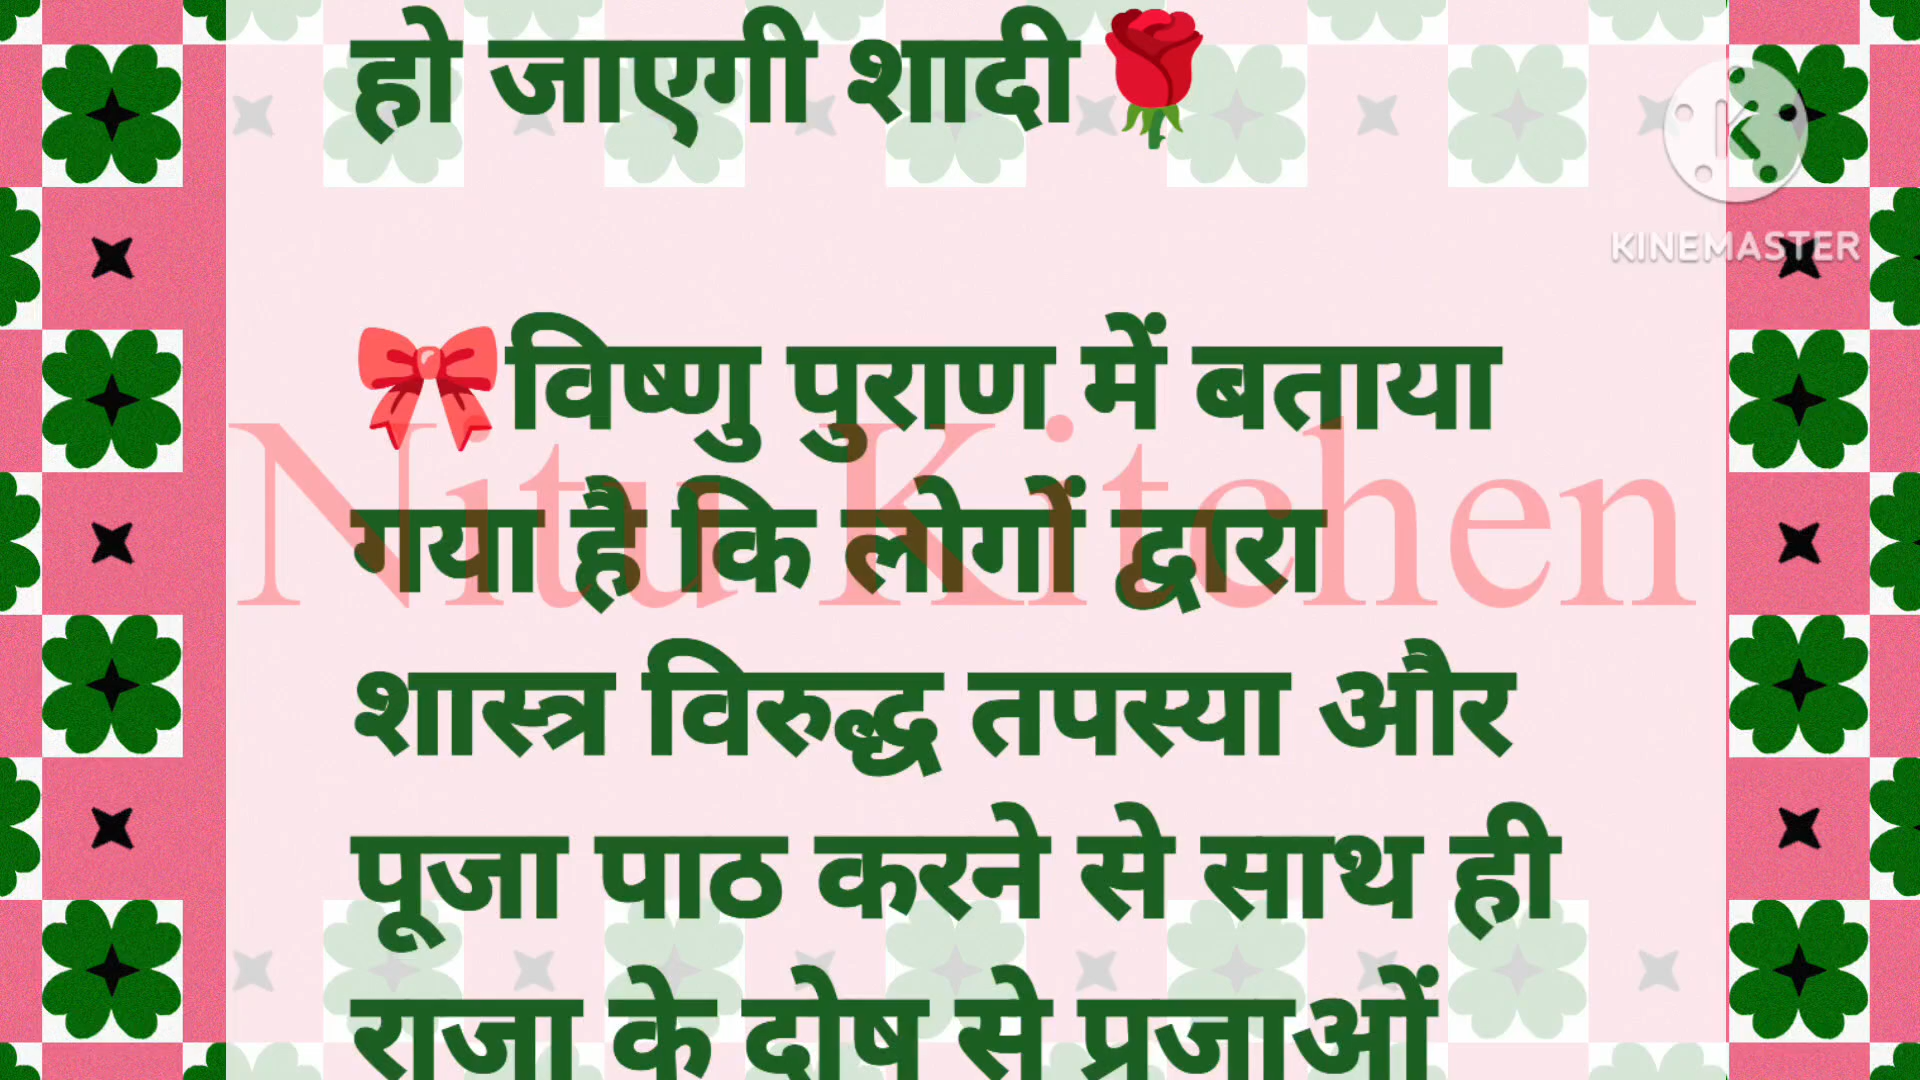 हो जाएगी शादी🌹
KINEMASTER
🎀विष्णु पुराण में बताया
Nitu Kitchen
गया है कि लोगों द्वारा
शास्त्र विरुद्ध तपस्या और
पूजा पाठ करने से साथ ही
राजा के दोष से प्रजाओं